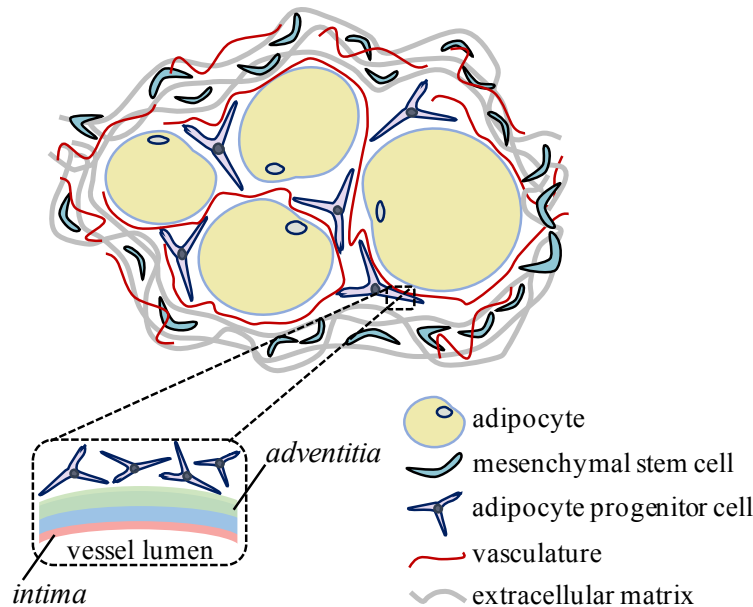 adipocyte
adventitia
mesenchymal stem cell
adipocyte progenitor cell
vessel lumen
vasculature
intima
extracellular matrix